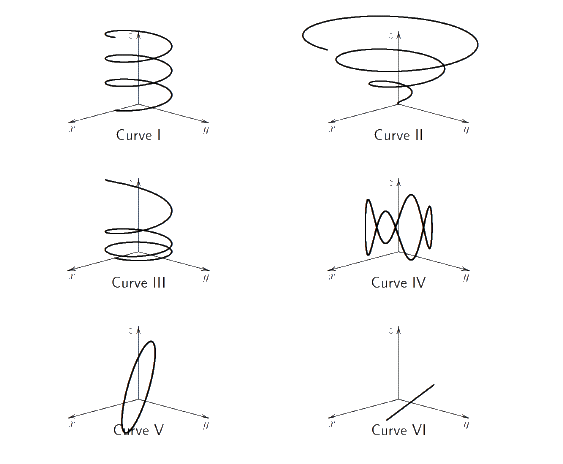 z z
x y x y
Curve I Curve II
z z
x y x y
Curve III Curve IV
z z
x y x y
Curve V Curve VI